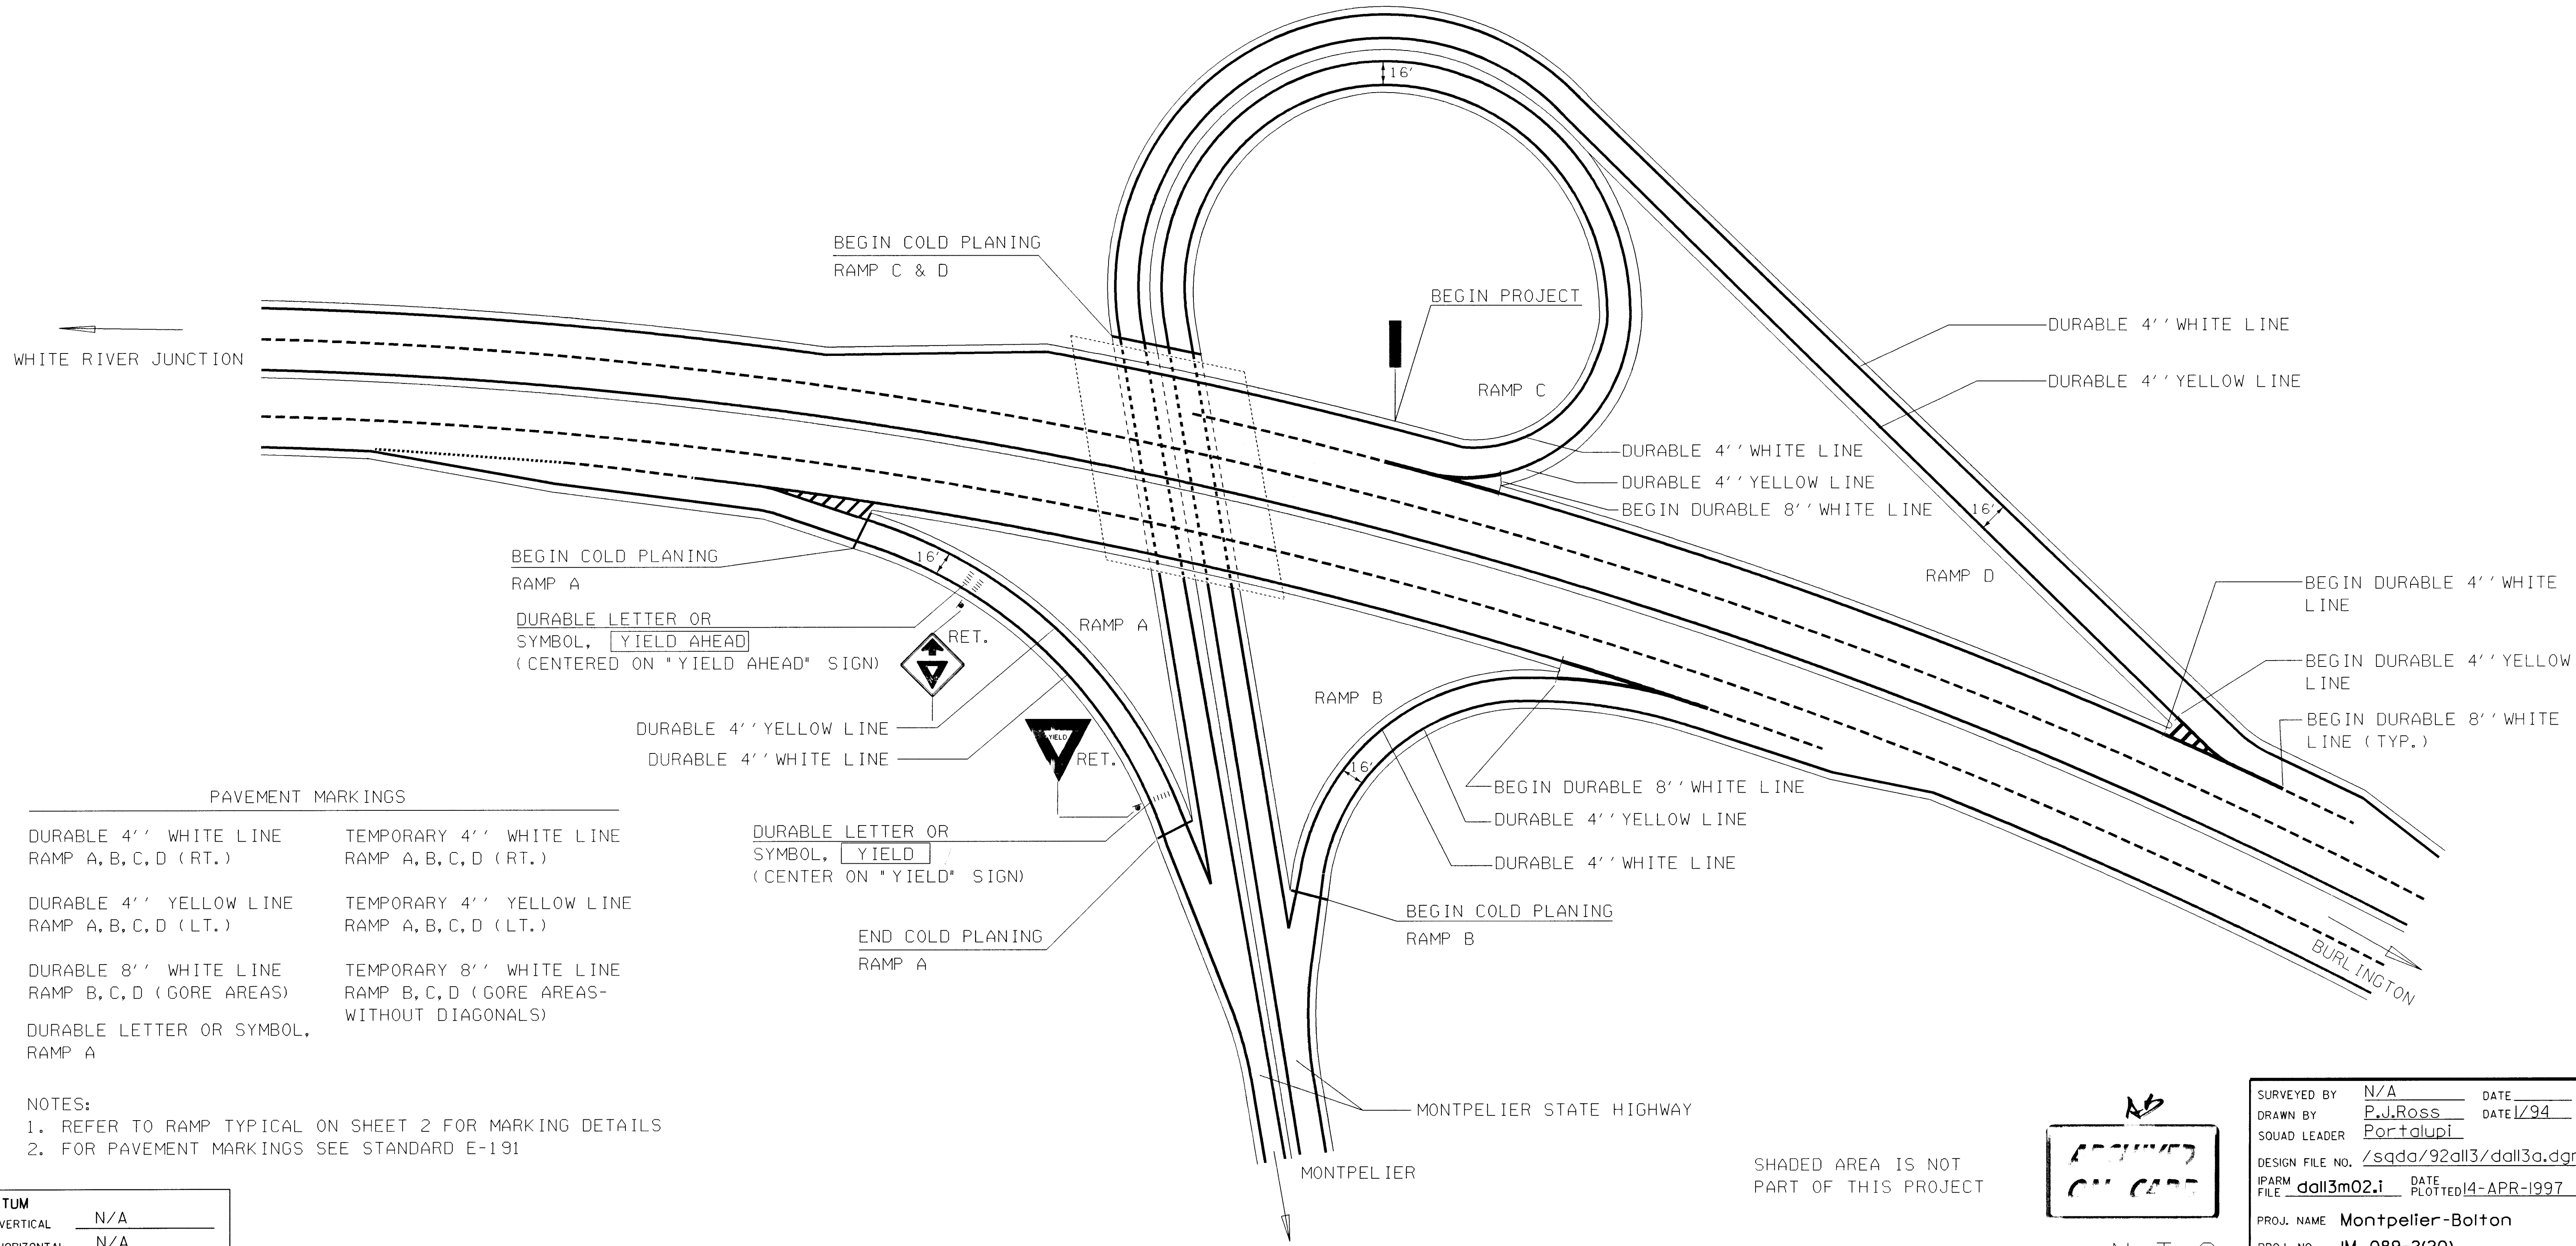 16'
BEGIN COLD PLANING
RAMP C & D
BEGIN PROJECT
WHITE RIVER JUNCTION
RAMP C
DURABLE 4'' WHITE LINE
DURABLE 4'' YELLOW LINE
DURABLE 4'' WHITE LINE
DURABLE 4'' YELLOW LINE
BEGIN DURABLE 8'' WHITE LINE
16'
BEGIN COLD PLANING
RAMP A
16'
DURABLE LETTER OR
SYMBOL, YIELD AHEAD
(CENTERED ON "YIELD AHEAD" SIGN)
RET.
RAMP A
RAMP D
BEGIN DURABLE 4'' WHITE
LINE
BEGIN DURABLE 4'' YELLOW
LINE
BEGIN DURABLE 8'' WHITE
LINE (TYP.)
DURABLE 4'' YELLOW LINE
DURABLE 4'' WHITE LINE
YIELD
RET.
RAMP B
16'
BEGIN DURABLE 8'' WHITE LINE
DURABLE 4'' YELLOW LINE
DURABLE 4'' WHITE LINE
DURABLE LETTER OR
SYMBOL, YIELD
(CENTER ON "YIELD" SIGN)
END COLD PLANING
RAMP A
BEGIN COLD PLANING
RAMP B
BURLINGTON
PAVEMENT MARKINGS
DURABLE 4'' WHITE LINE
RAMP A,B,C,D (RT.)
TEMPORARY 4'' WHITE LINE
RAMP A,B,C,D (RT.)
DURABLE 4'' YELLOW LINE
RAMP A,B,C,D (LT.)
TEMPORARY 4'' YELLOW LINE
RAMP A,B,C,D (LT.)
DURABLE 8'' WHITE LINE
RAMP B,C,D (GORE AREAS)
TEMPORARY 8'' WHITE LINE
RAMP B,C,D (GORE AREAS-
WITHOUT DIAGONALS)
DURABLE LETTER OR SYMBOL,
RAMP A
NOTES:
1. REFER TO RAMP TYPICAL ON SHEET 2 FOR MARKING DETAILS
2. FOR PAVEMENT MARKINGS SEE STANDARD E-191
MONTPELIER STATE HIGHWAY
MONTPELIER
SHADED AREA IS NOT
PART OF THIS PROJECT
ARCHIVED
ON
TUM
VERTICAL N/A
N/A
SURVEYED BY N/A DATE
DRAWN BY P.J.Ross DATE 1/94
SQUAD LEADER Portalupi
DESIGN FILE NO. /sqda/92all3/dall3a.dgn
IPARM FILE dall3m02.i DATE PLOTTED 14-APR-1997
PROJ. NAME Montpelier-Bolton